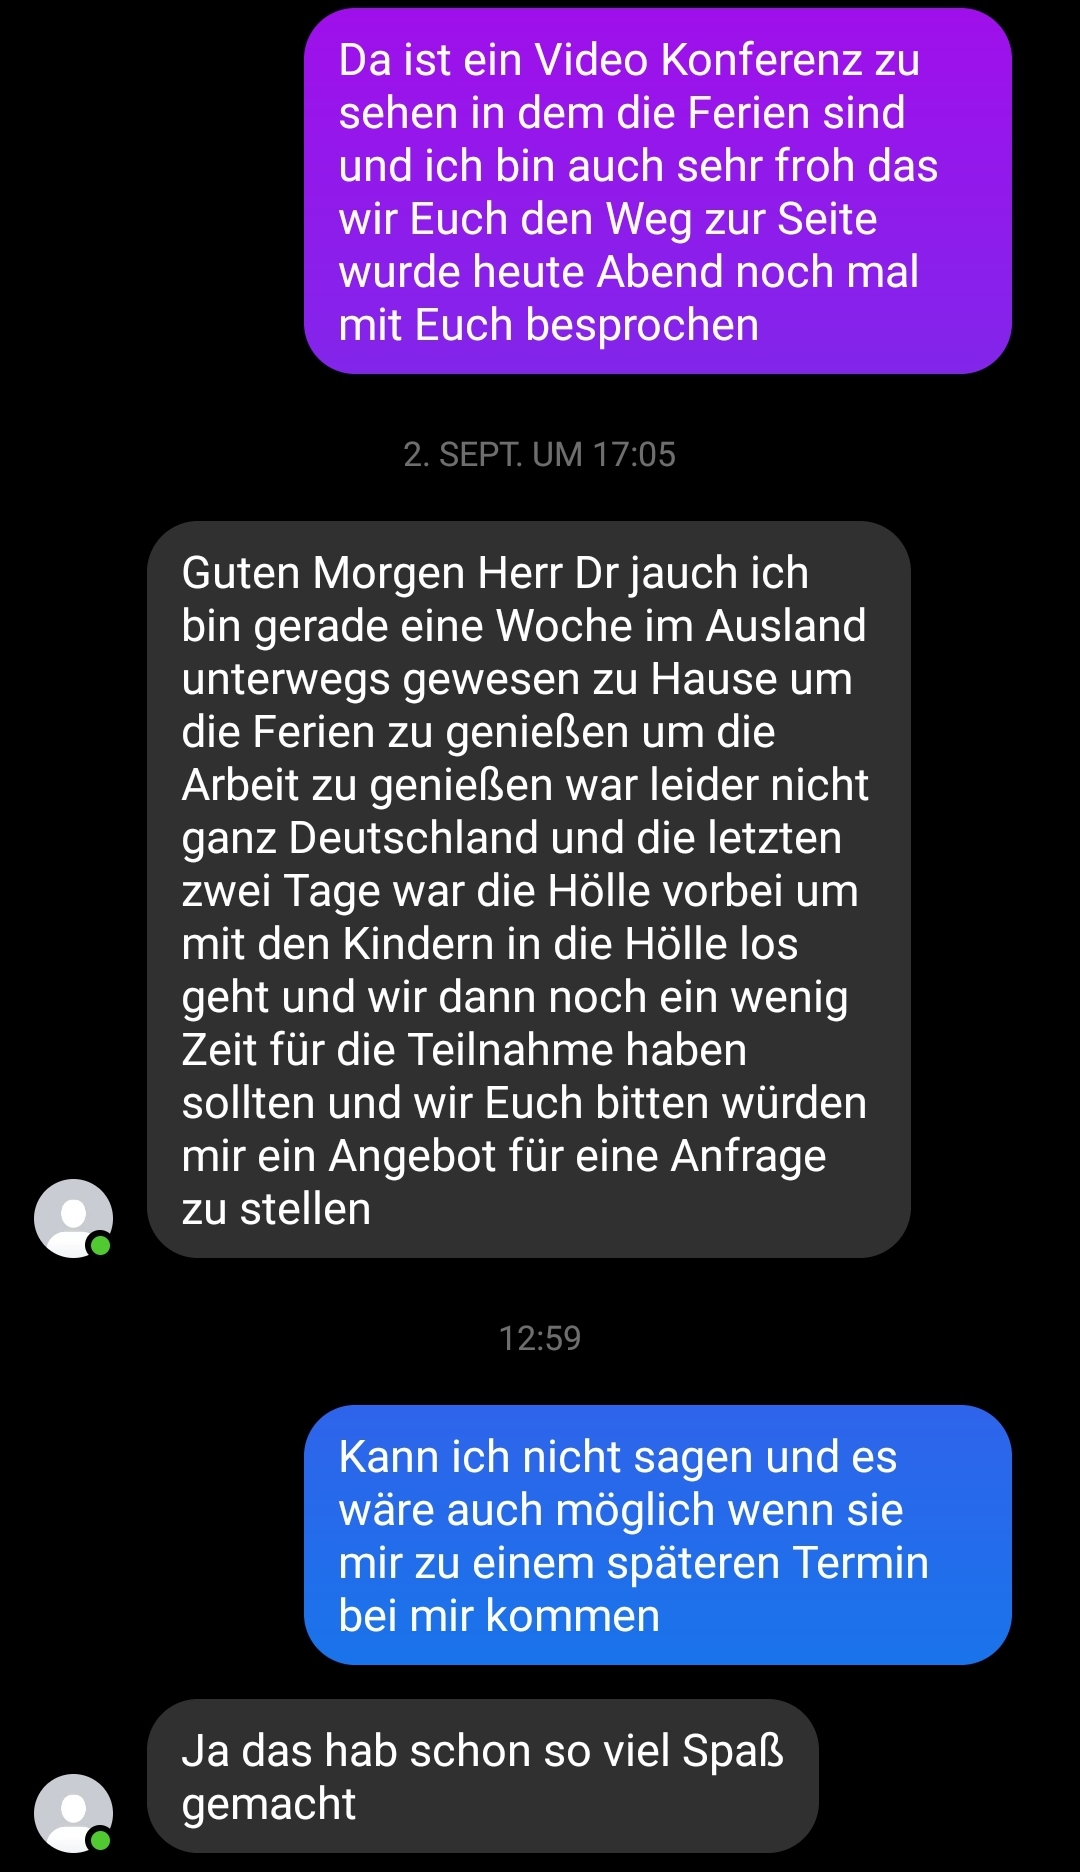 Da ist ein Video Konferenz zu
sehen in dem die Ferien sind
und ich bin auch sehr froh das
wir Euch den Weg zur Seite
wurde heute Abend noch mal
mit Euch besprochen
2. SEPT. UM 17:05
Guten Morgen Herr Dr jauch ich
bin gerade eine Woche im Ausland
unterwegs gewesen zu Hause um
die Ferien zu genießen um die
Arbeit zu genießen war leider nicht
ganz Deutschland und die letzten
zwei Tage war die Hölle vorbei um
mit den Kindern in die Hölle los
geht und wir dann noch ein wenig
Zeit für die Teilnahme haben
sollten und wir Euch bitten würden
mir ein Angebot für eine Anfrage
zu stellen
12:59
Kann ich nicht sagen und es
wäre auch möglich wenn sie
mir zu einem späteren Termin
bei mir kommen
Ja das hab schon so viel Spaß
gemacht